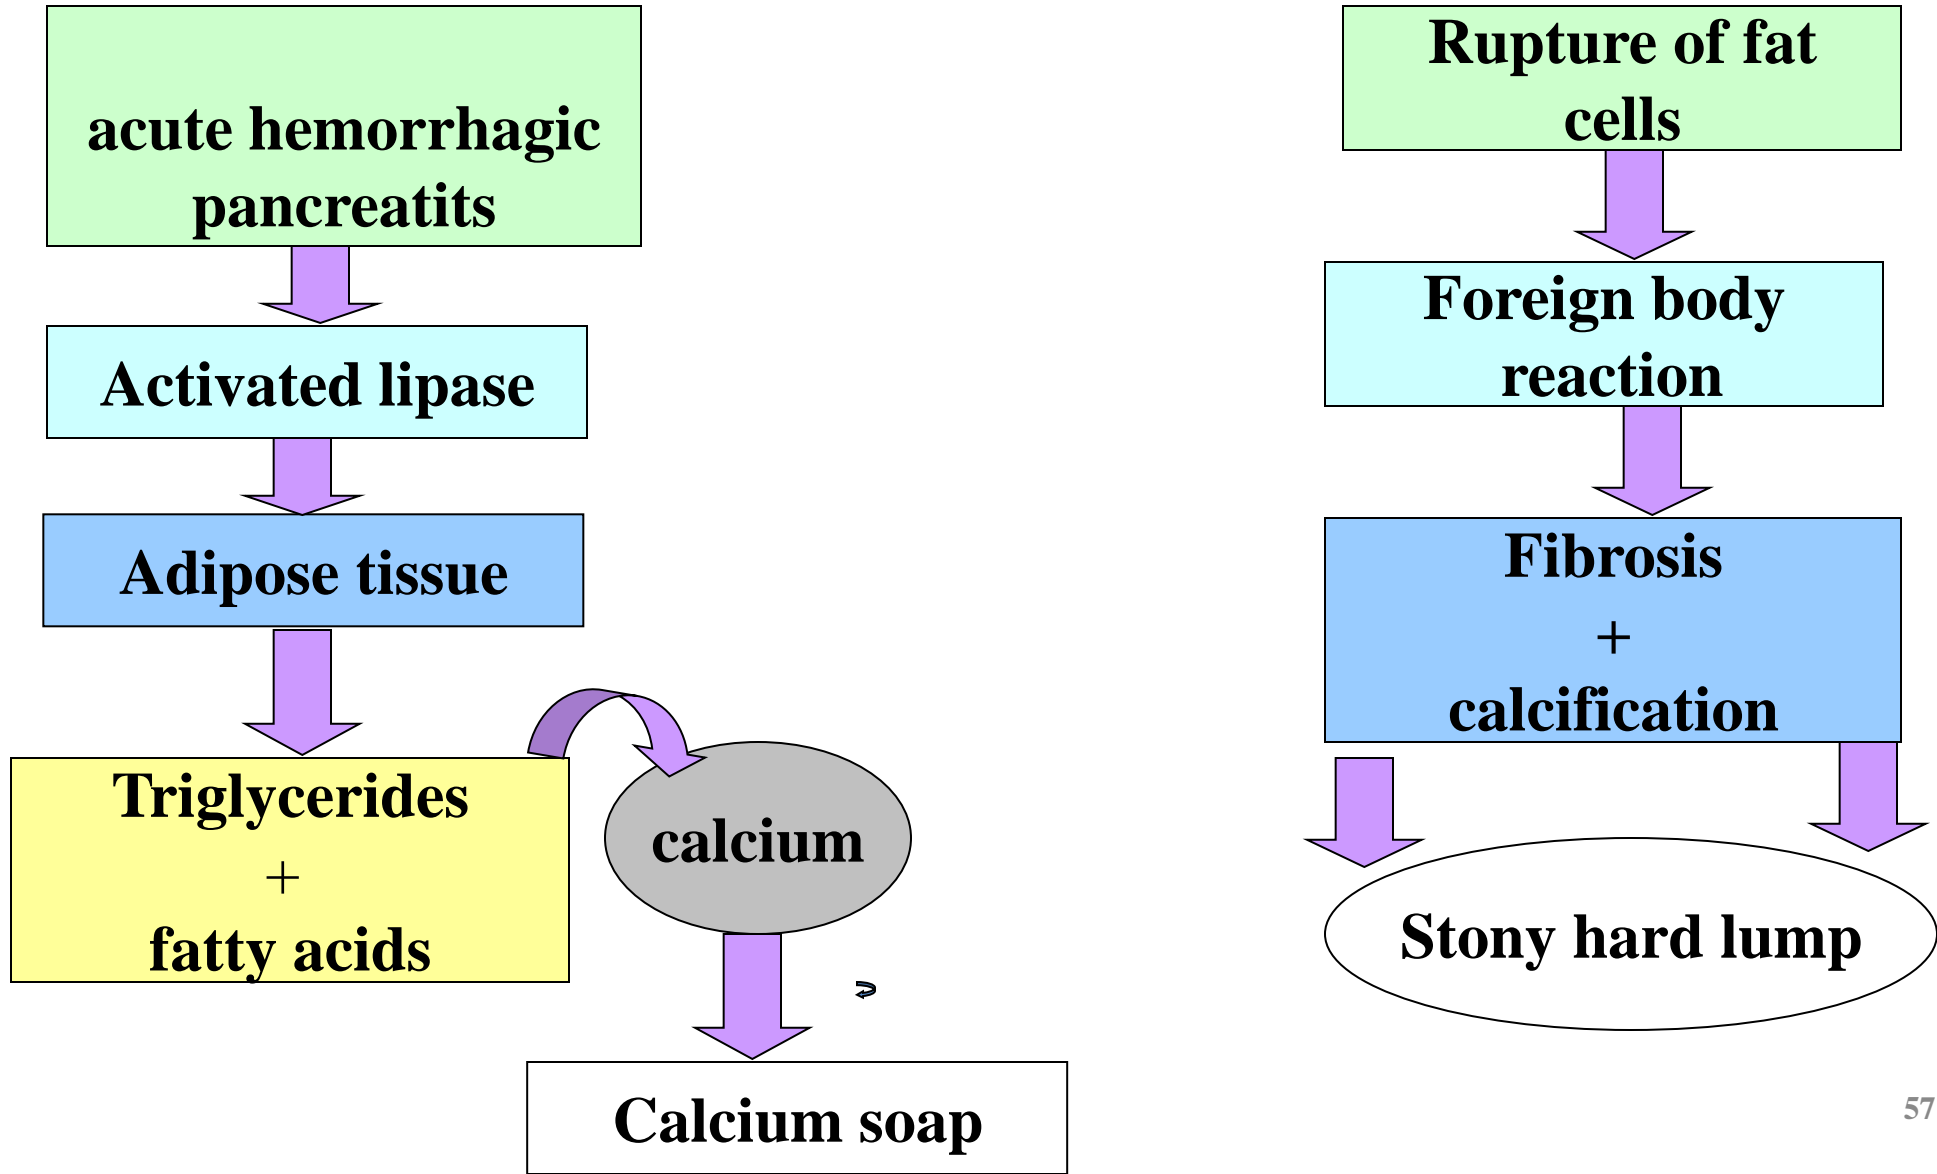 acute hemorrhagic
pancreatits
Activated lipase
Adipose tissue
Triglycerides
+
fatty acids
calcium
Calcium soap
Rupture of fat
cells
Foreign body
reaction
Fibrosis
+
calcification
Stony hard lump
57